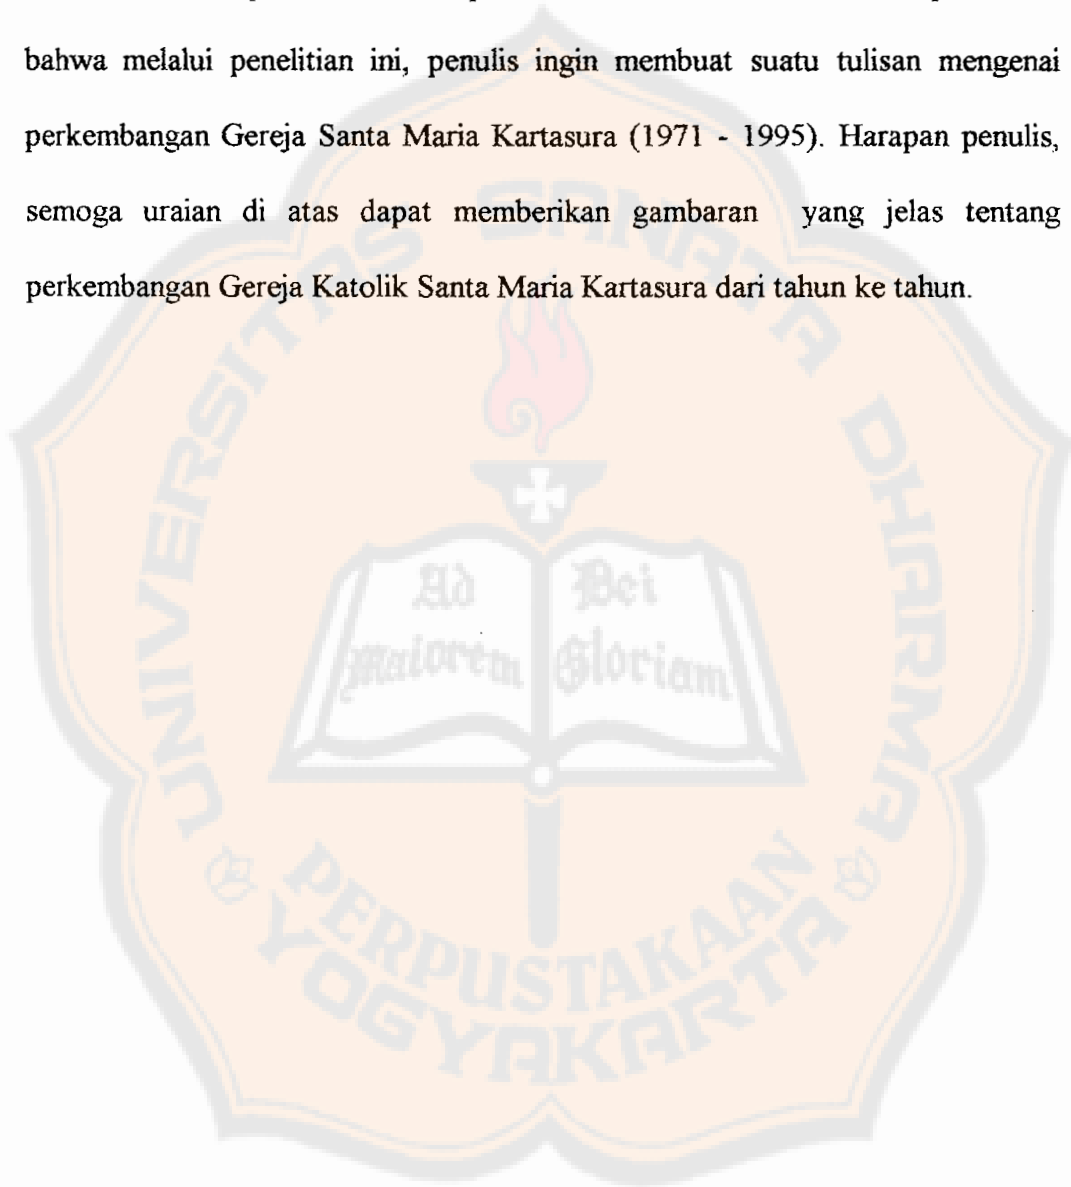 bahwa melalui penelitian ini, penulis ingin membuat suatu tulisan mengenai
perkembangan Gereja Santa Maria Kartasura (1971 - 1995). Harapan penulis,
semoga uraian di atas dapat memberikan gambaran yang jelas tentang
perkembangan Gereja Katolik Santa Maria Kartasura dari tahun ke tahun.
UNIVERSITAS SANATA DHARMA
Ad Dei
maiorem Gloriam
PERPUSTAKAAN
YOGYAKARTA